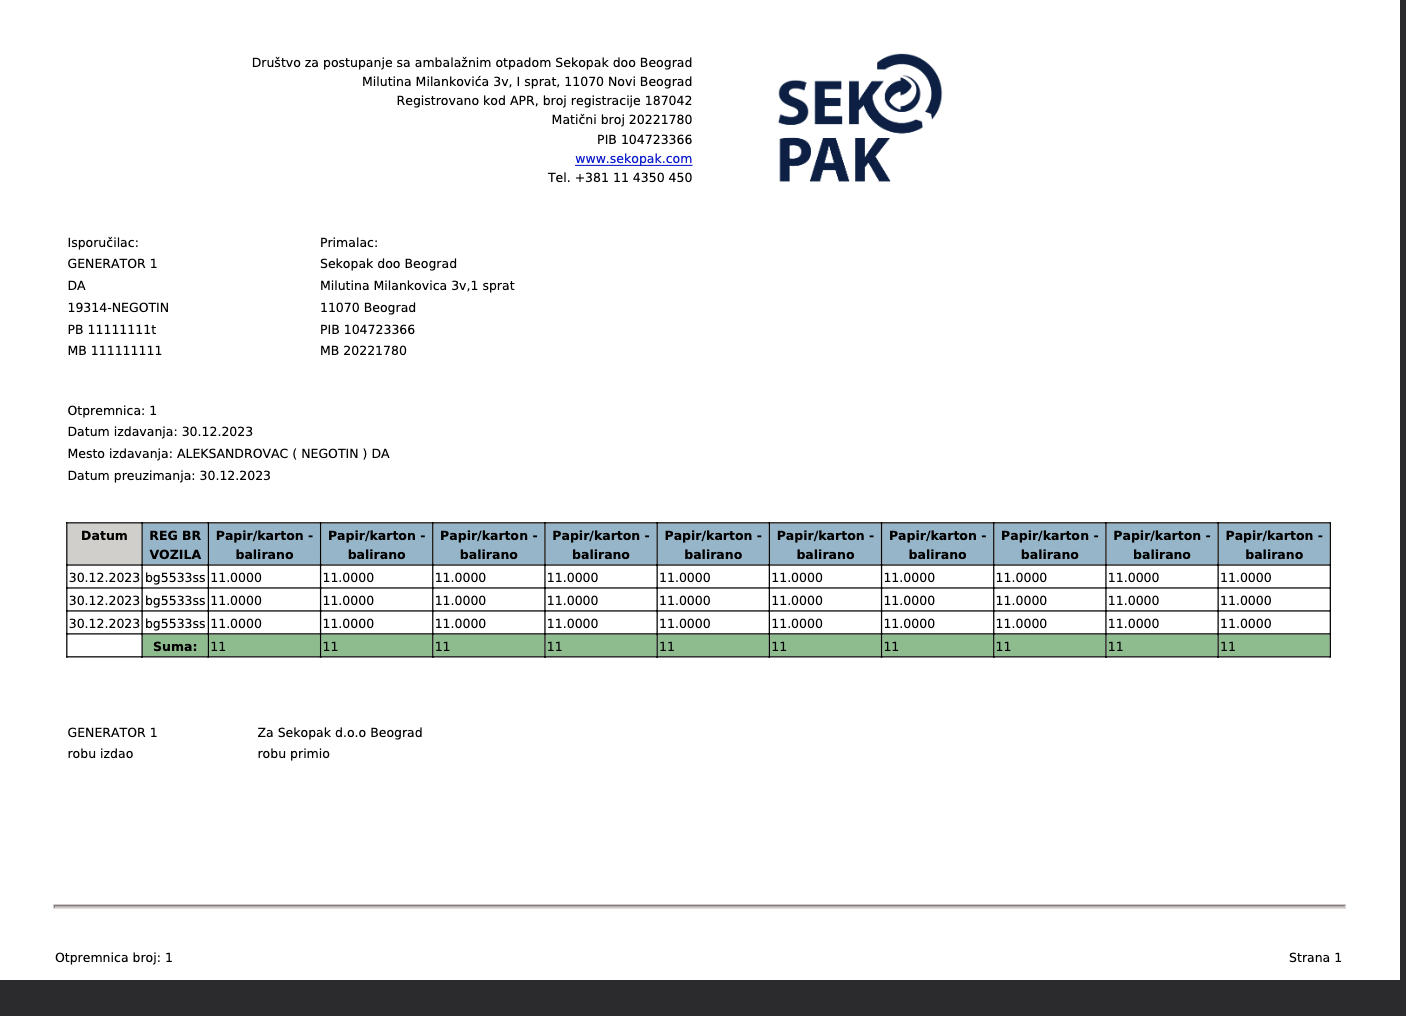 Društvo za postupanje sa ambalažnim otpadom Sekopak doo Beograd
Milutina Milankovića 3v, I sprat, 11070 Novi Beograd
Registrovano kod APR, broj registracije 187042
Matični broj 20221780
PIB 104723366
www.sekopak.com
Tel. +381 11 4350 450
SEKO
PAK
Isporučilac: Primalac:
GENERATOR 1 Sekopak doo Beograd
DA Milutina Milankovica 3v,1 sprat
19314-NEGOTIN 11070 Beograd
PB 11111111t PIB 104723366
MB 111111111 MB 20221780
Otpremnica: 1
Datum izdavanja: 30.12.2023
Mesto izdavanja: ALEKSANDROVAC ( NEGOTIN ) DA
Datum preuzimanja: 30.12.2023
Datum REG BR Papir/karton - Papir/karton - Papir/karton - Papir/karton - Papir/karton - Papir/karton - Papir/karton - Papir/karton - Papir/karton - Papir/karton -
VOZILA balirano balirano balirano balirano balirano balirano balirano balirano balirano balirano
30.12.2023 bg5533ss 11.0000 11.0000 11.0000 11.0000 11.0000 11.0000 11.0000 11.0000 11.0000 11.0000
30.12.2023 bg5533ss 11.0000 11.0000 11.0000 11.0000 11.0000 11.0000 11.0000 11.0000 11.0000 11.0000
30.12.2023 bg5533ss 11.0000 11.0000 11.0000 11.0000 11.0000 11.0000 11.0000 11.0000 11.0000 11.0000
Suma: 11 11 11 11 11 11 11 11 11 11
GENERATOR 1 Za Sekopak d.o.o Beograd
robu izdao robu primio
Otpremnica broj: 1 Strana 1